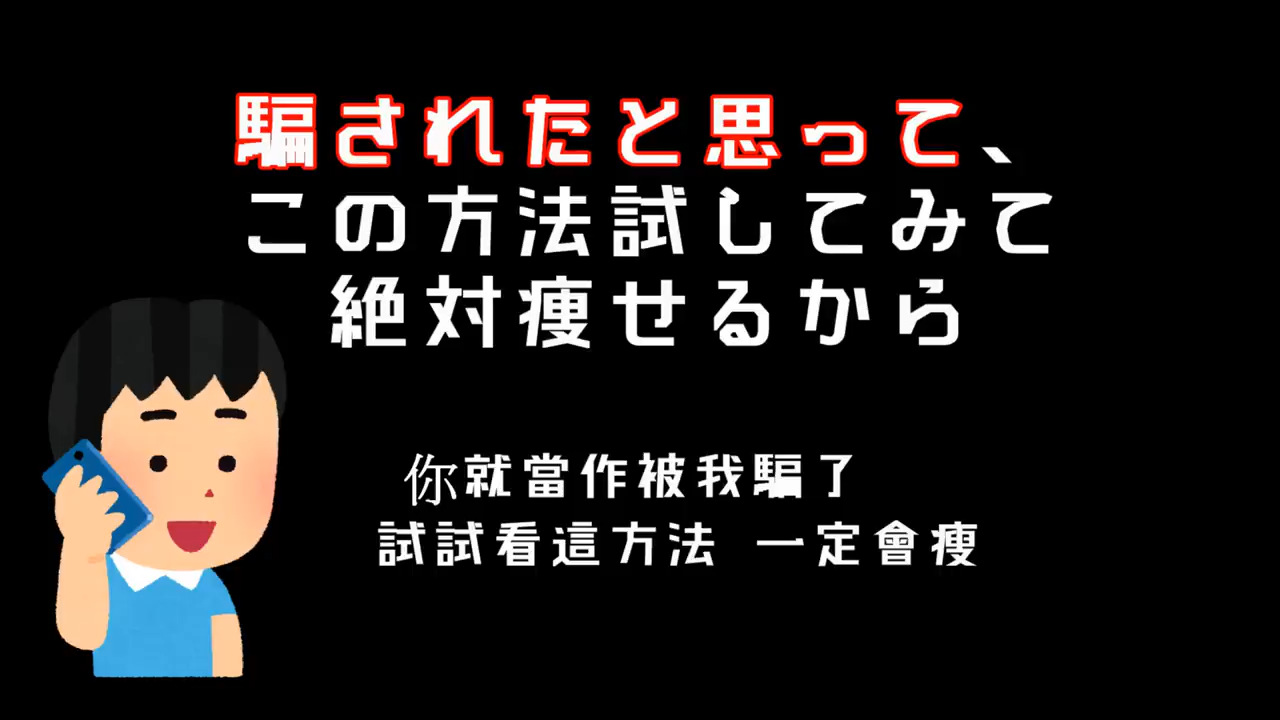 騙されたと思って、
この方法試してみて
絶対痩せるから
你就當作被我騙了
試試看這方法 一定會瘦